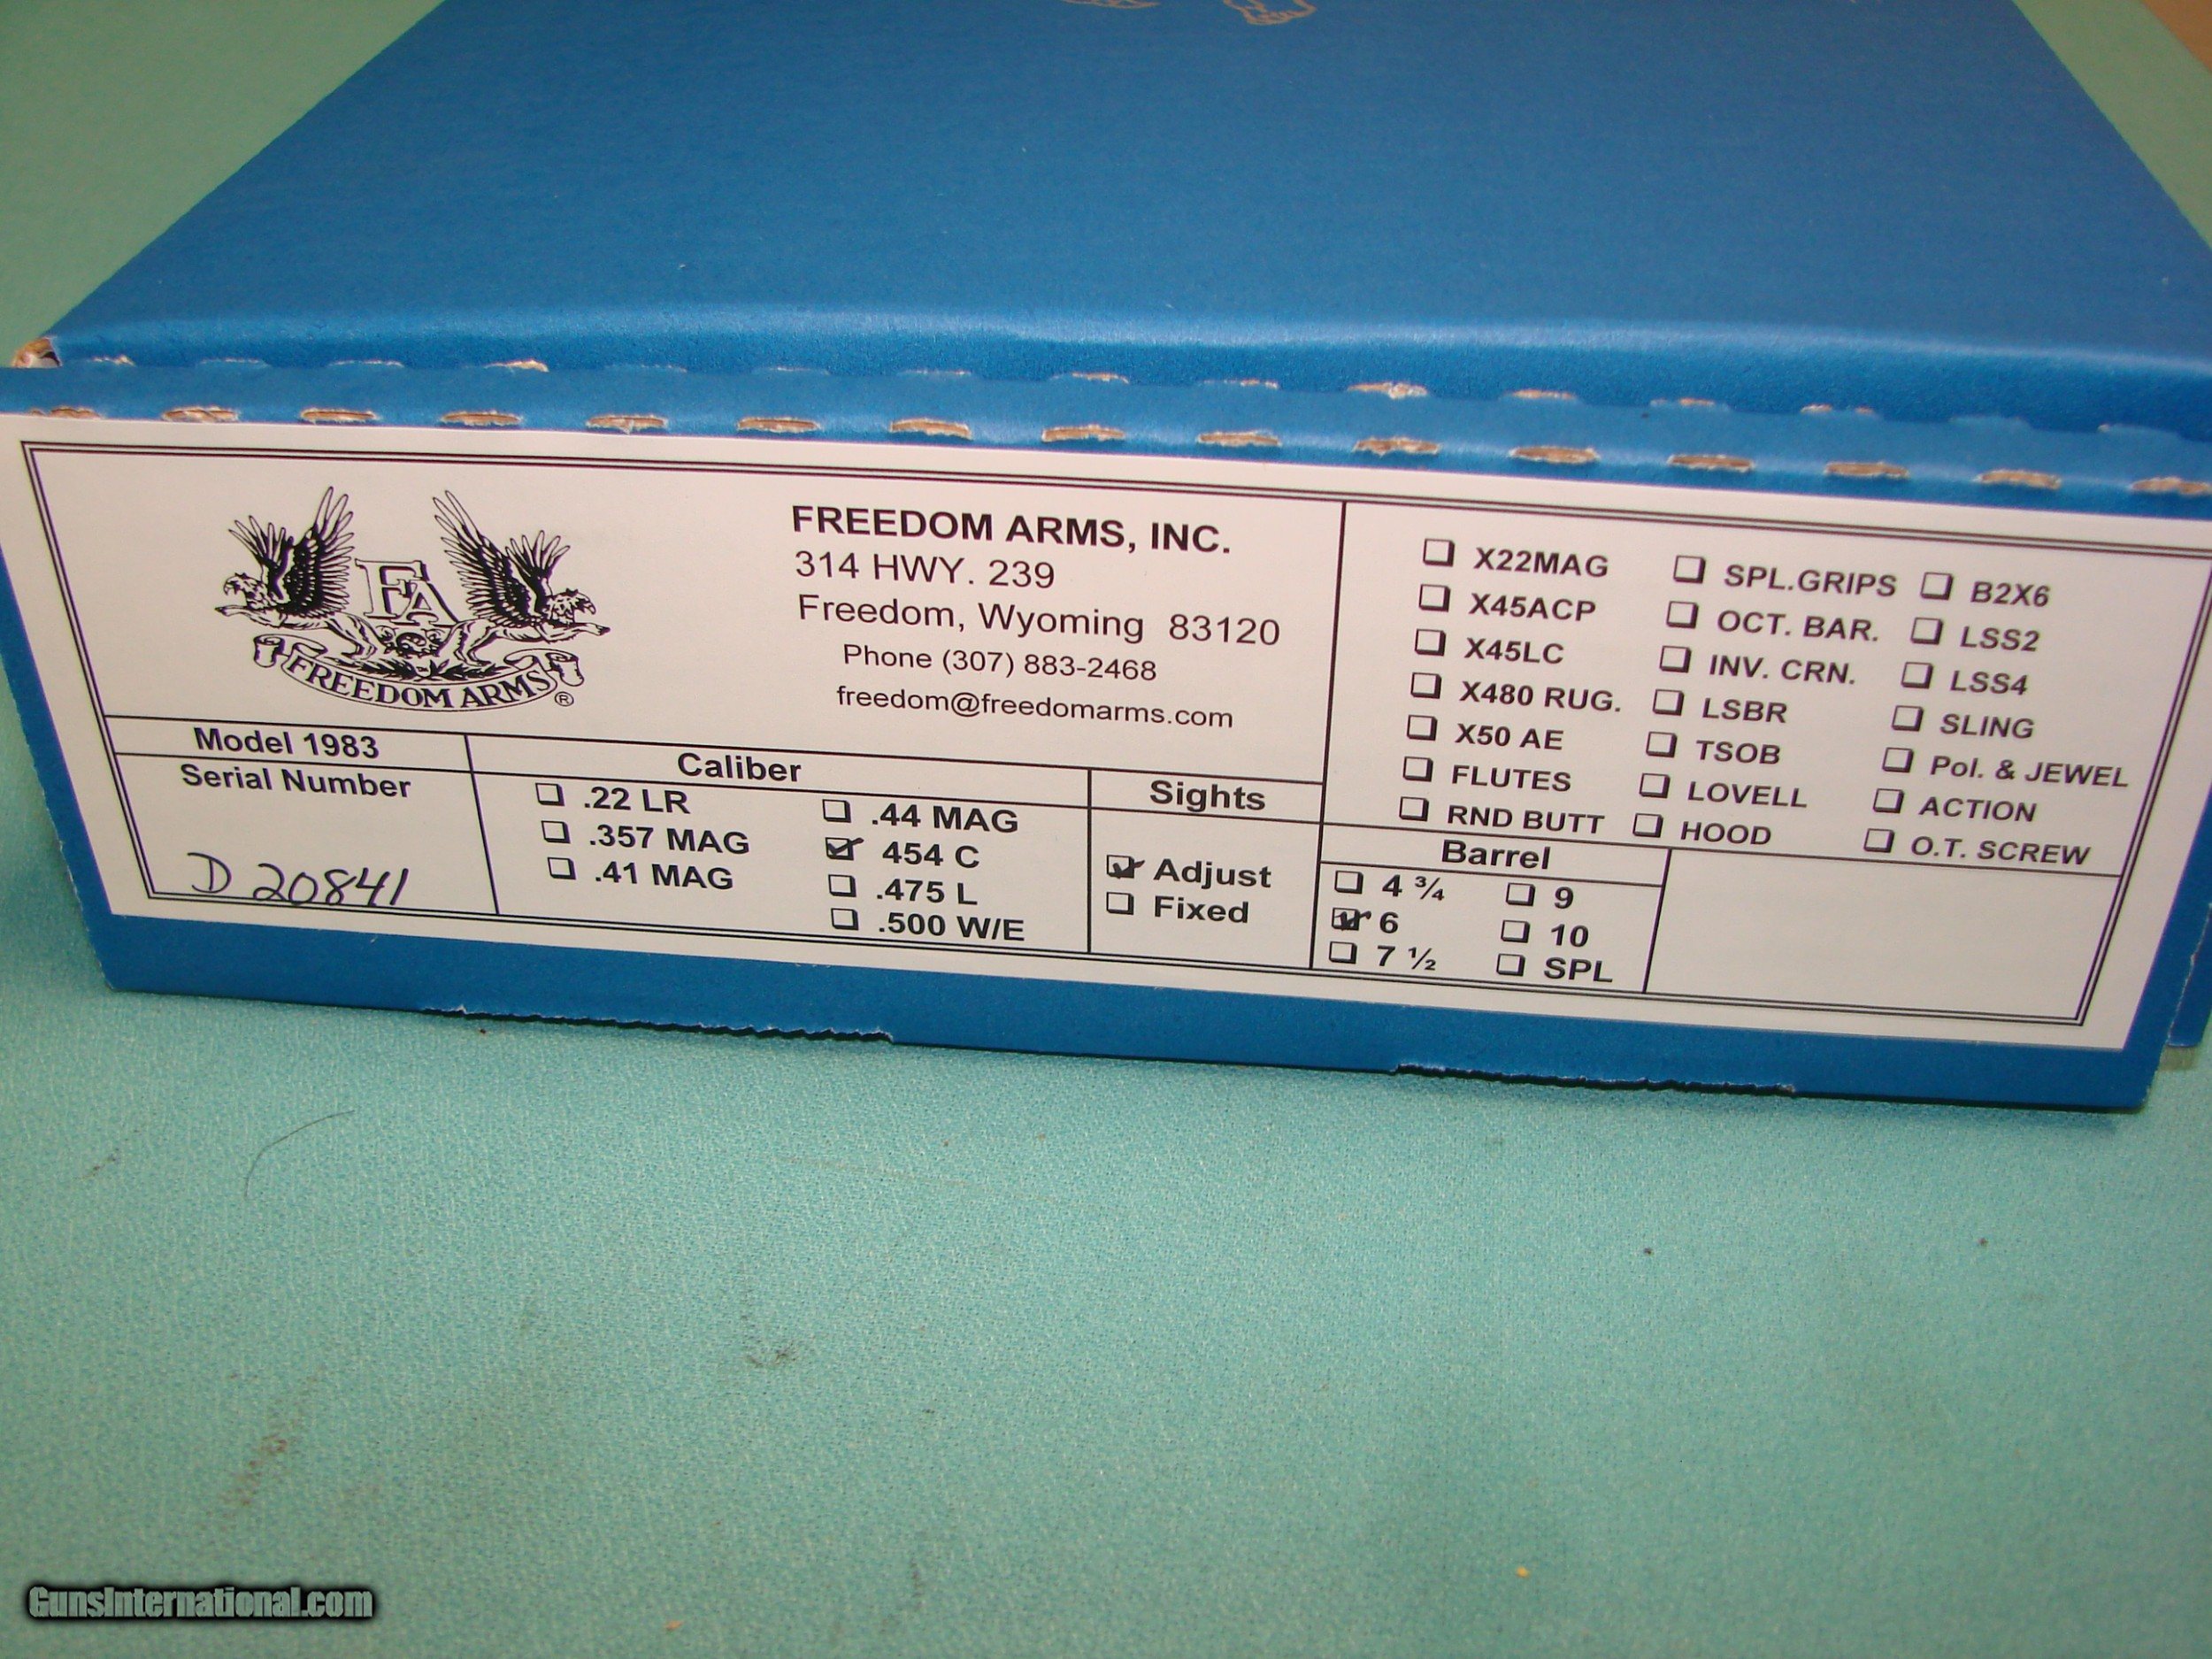 FA
FREEDOM ARMS ®
FREEDOM ARMS, INC.
314 HWY. 239
Freedom, Wyoming 83120
Phone (307) 883-2468
freedom@freedomarms.com
❑ X22MAG ❑ SPL.GRIPS ❑ B2X6
❑ X45ACP ❑ OCT. BAR. ❑ LSS2
❑ X45LC ❑ INV. CRN. ❑ LSS4
❑ X480 RUG. ❑ LSBR ❑ SLING
❑ X50 AE ❑ TSOB ❑ Pol. & JEWEL
❑ FLUTES ❑ LOVELL ❑ ACTION
❑ RND BUTT ❑ HOOD ❑ O.T. SCREW
Model 1983
Serial Number
D 20841
Caliber
❑ .22 LR ❑ .44 MAG
❑ .357 MAG ☑ 454 C
❑ .41 MAG ❑ .475 L
❑ .500 W/E
Sights
☑ Adjust
❑ Fixed
Barrel
❑ 4 ¾ ❑ 9
☑ 6 ❑ 10
❑ 7 ½ ❑ SPL
GunsInternational.com